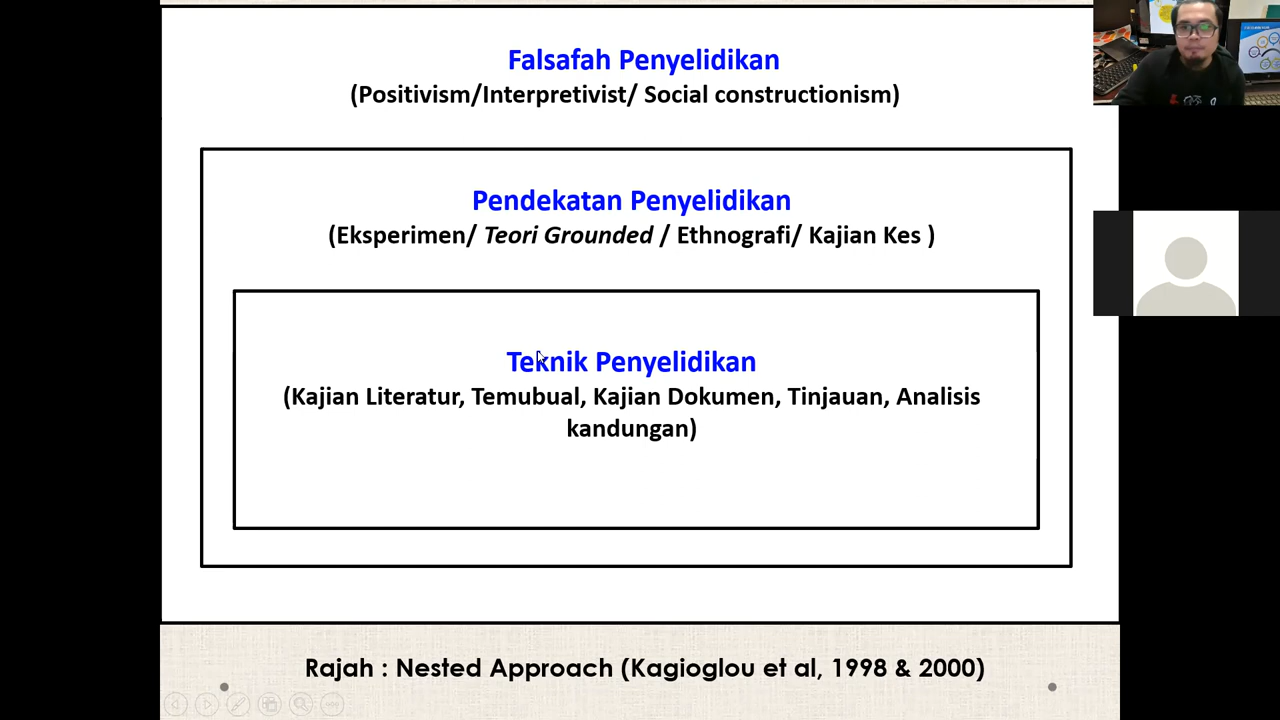 Falsafah Penyelidikan
(Positivism/Interpretivist/ Social constructionism)
Pendekatan Penyelidikan
(Eksperimen/ Teori Grounded / Ethnografi/ Kajian Kes )
Teknik Penyelidikan
(Kajian Literatur, Temubual, Kajian Dokumen, Tinjauan, Analisis
kandungan)
Rajah : Nested Approach (Kagioglou et al, 1998 & 2000)